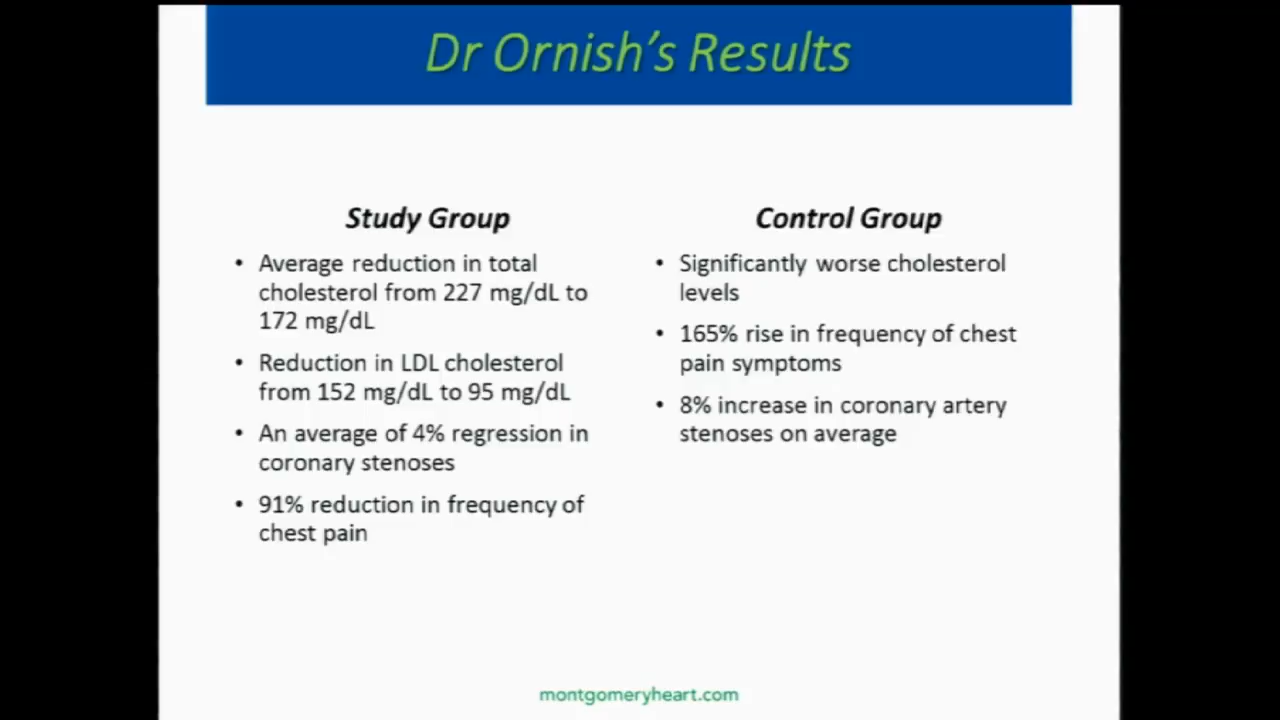 Dr Ornish's Results
Study Group
• Average reduction in total
cholesterol from 227 mg/dL to
172 mg/dL
• Reduction in LDL cholesterol
from 152 mg/dL to 95 mg/dL
• An average of 4% regression in
coronary stenoses
• 91% reduction in frequency of
chest pain
Control Group
• Significantly worse cholesterol
levels
• 165% rise in frequency of chest
pain symptoms
• 8% increase in coronary artery
stenoses on average
montgomeryheart.com